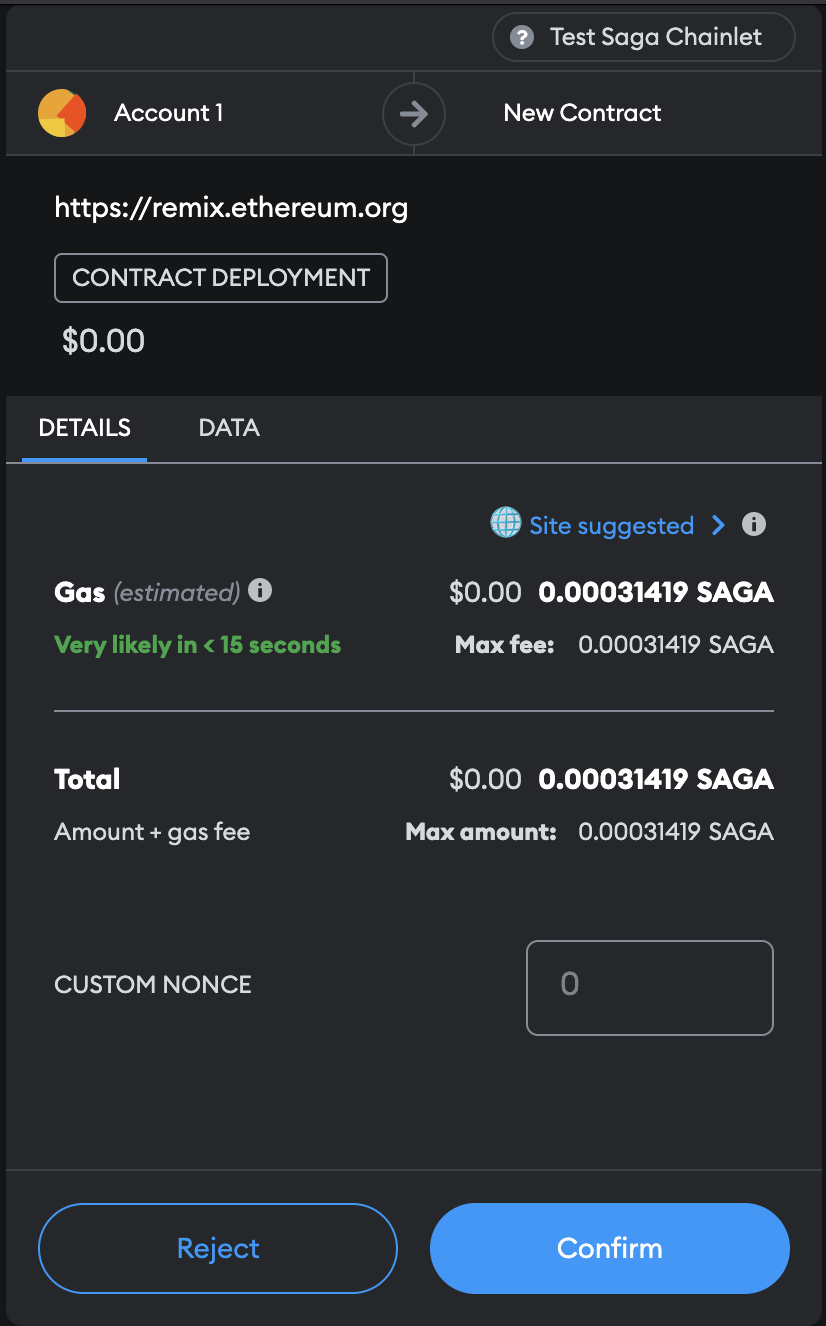 ? Test Saga Chainlet
Account 1 New Contract
https://remix.ethereum.org
CONTRACT DEPLOYMENT
$0.00
DETAILS DATA
Site suggested
Gas (estimated) $0.00 0.00031419 SAGA
Very likely in < 15 seconds Max fee: 0.00031419 SAGA
Total $0.00 0.00031419 SAGA
Amount + gas fee Max amount: 0.00031419 SAGA
CUSTOM NONCE 0
Reject Confirm